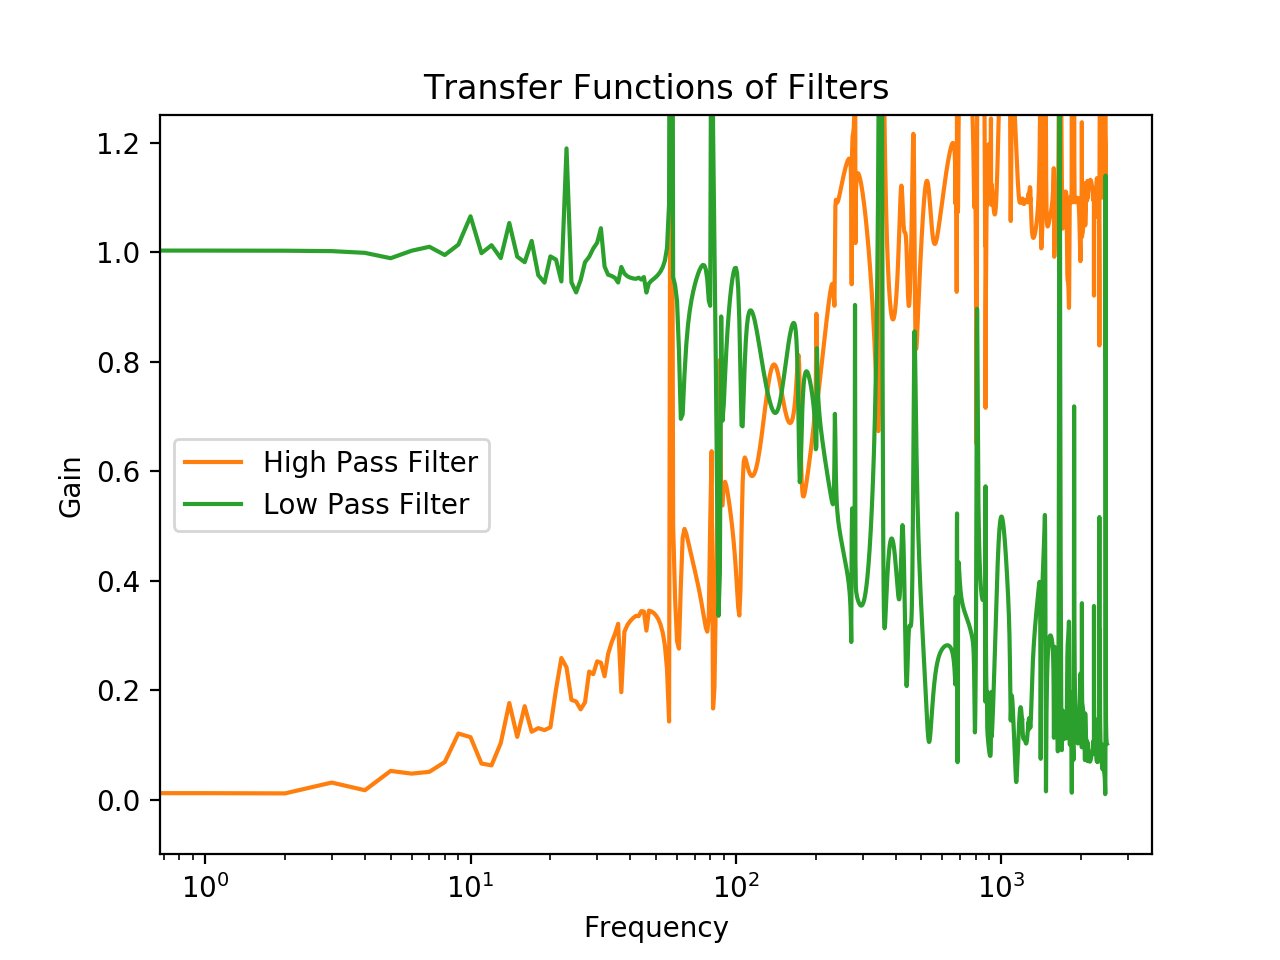 Transfer Functions of Filters
1.2
1.0
0.8
0.6
0.4
0.2
0.0
Gain
High Pass Filter
Low Pass Filter
10⁰ 10¹ 10² 10³
Frequency